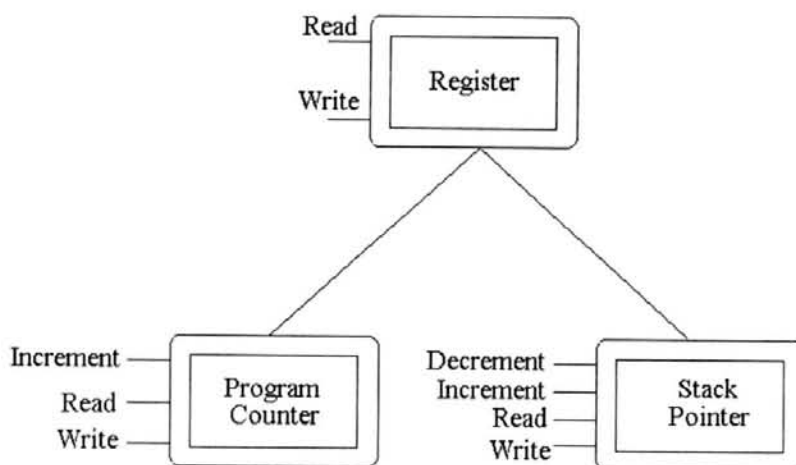 Read
Register
Write
Increment
Read
Write
Program
Counter
Decrement
Increment
Read
Write
Stack
Pointer